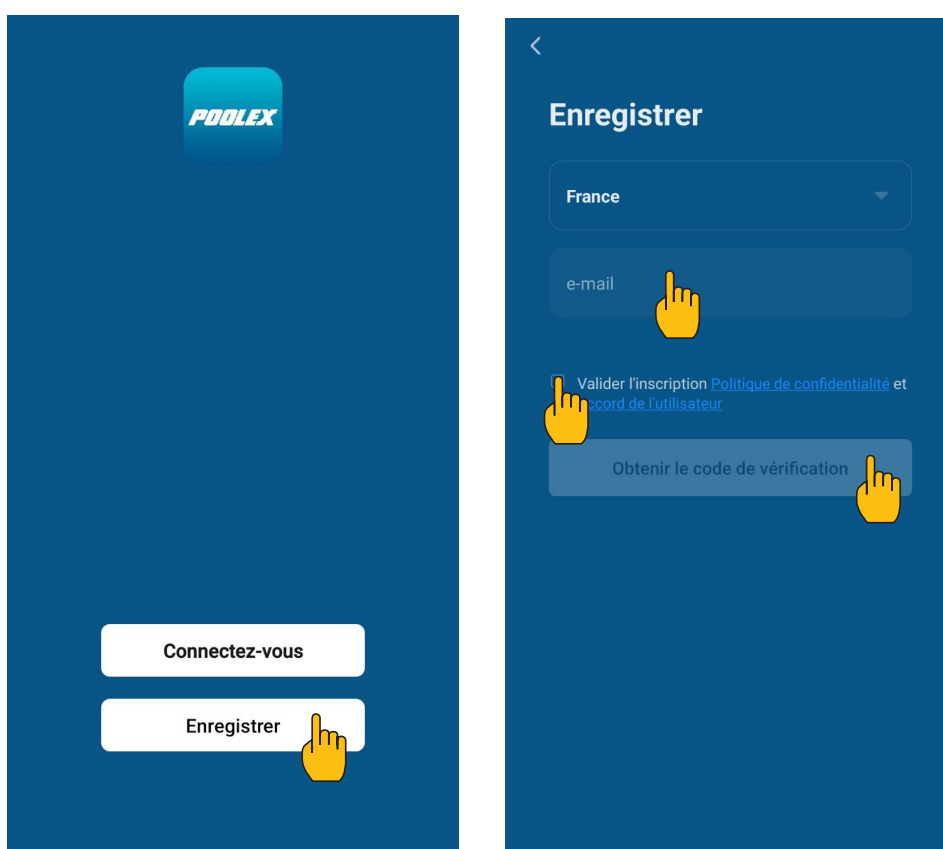 POOLEX
Connectez-vous
Enregistrer
Enregistrer
France
e-mail
Valider l'inscription Politique de confidentialité et
ccord de l'utilisateur
Obtenir le code de vérification